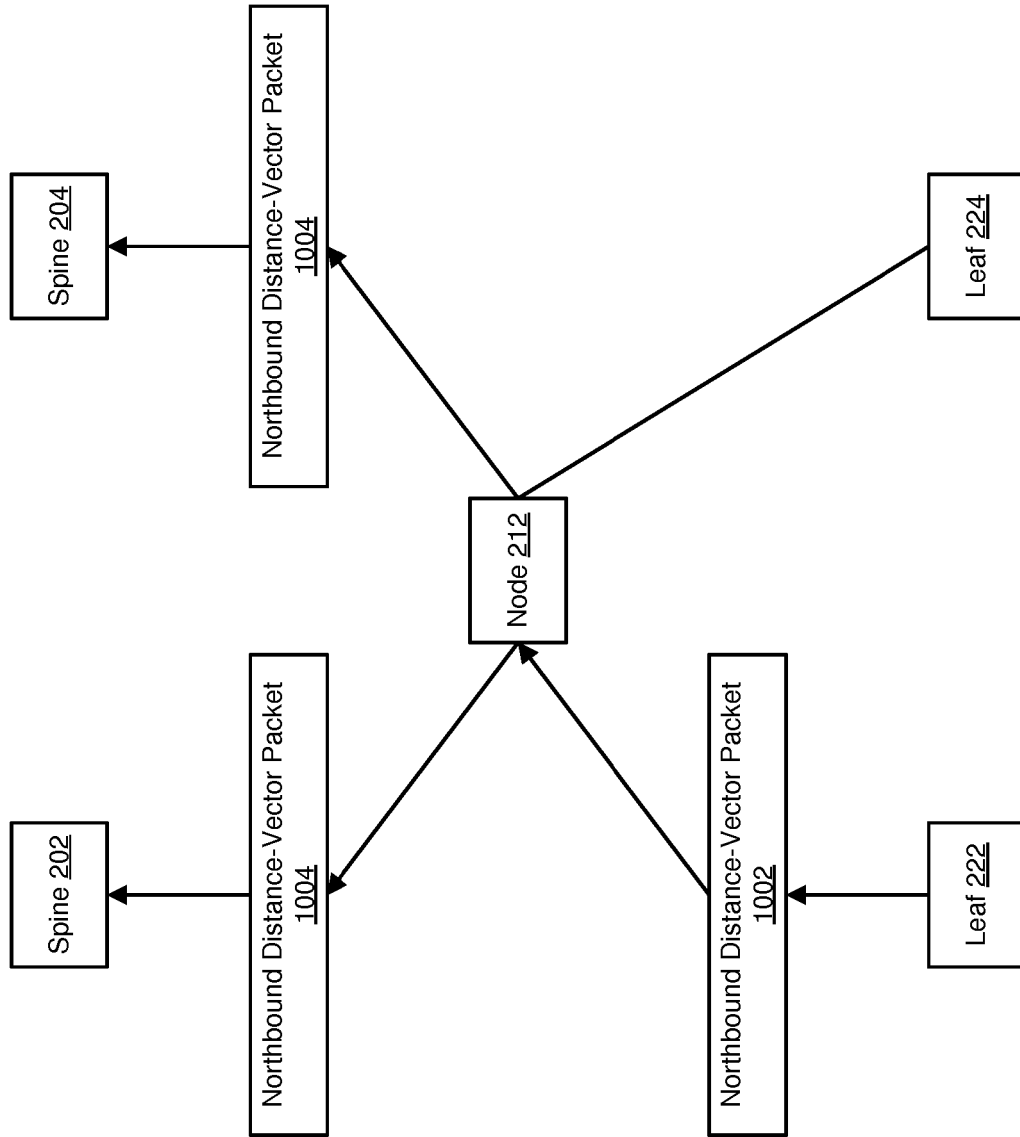 Spine 202
Spine 204
Northbound Distance-Vector Packet
1004
Northbound Distance-Vector Packet
1004
Node 212
Northbound Distance-Vector Packet
1002
Leaf 222
Leaf 224